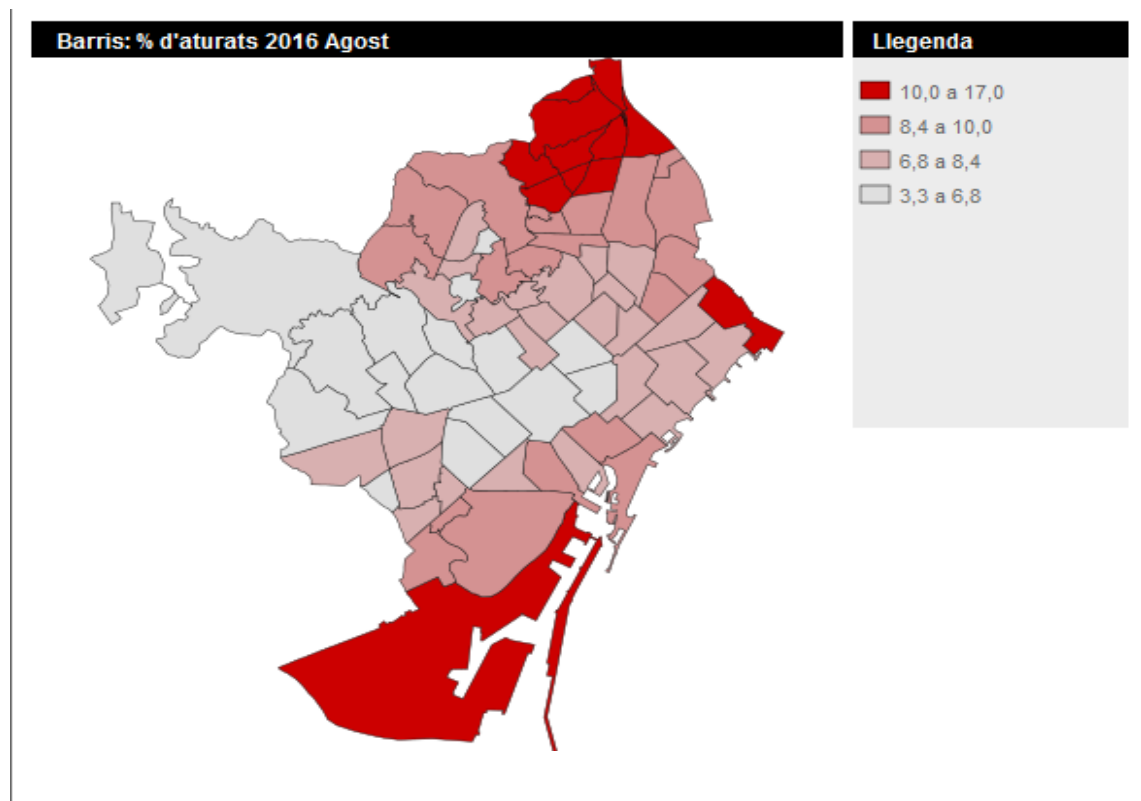 Barris: % d'aturats 2016 Agost
Llegenda
10,0 a 17,0
8,4 a 10,0
6,8 a 8,4
3,3 a 6,8